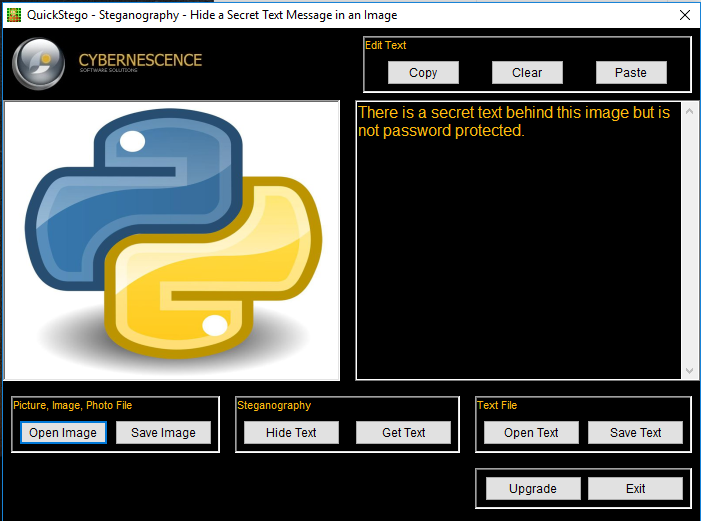 QuickStego - Steganography - Hide a Secret Text Message in an Image
CYBERNESCENCE
SOFTWARE SOLUTIONS
Edit Text
Copy
Clear
Paste
There is a secret text behind this image but is
not password protected.
Picture, Image, Photo File
Open Image
Save Image
Steganography
Hide Text
Get Text
Text File
Open Text
Save Text
Upgrade
Exit